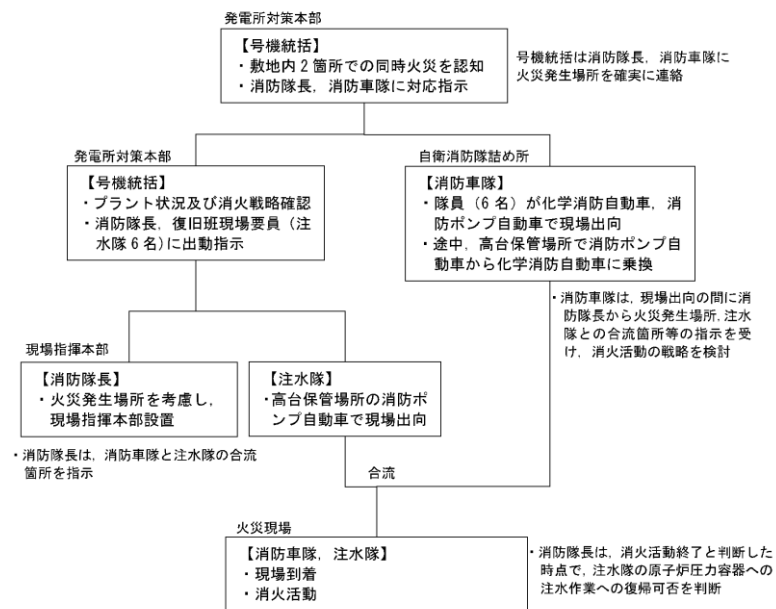 発電所対策本部
【号機統括】
・敷地内2箇所での同時火災を認知
・消防隊長，消防車隊に対応指示
号機統括は消防隊長，消防車隊に
火災発生場所を確実に連絡
発電所対策本部
【号機統括】
・プラント状況及び消火戦略確認
・消防隊長，復旧班現場要員（注
水隊6名）に出動指示
自衛消防隊詰め所
【消防車隊】
・隊員（6名）が化学消防自動車，消
防ポンプ自動車で現場出向
・途中，高台保管場所で消防ポンプ自
動車から化学消防自動車に乗換
・消防車隊は，現場出向の間に消
防隊長から火災発生場所，注水
隊との合流箇所等の指示を受
け，消火活動の戦略を検討
現場指揮本部
【消防隊長】
・火災発生場所を考慮し，
現場指揮本部設置
・消防隊長は，消防車隊と注水隊の合流
箇所を指示
【注水隊】
・高台保管場所の消防ポ
ンプ自動車で現場出向
合流
火災現場
【消防車隊，注水隊】
・現場到着
・消火活動
・消防隊長は，消火活動終了と判断した
時点で，注水隊の原子炉圧力容器への
注水作業への復帰可否を判断